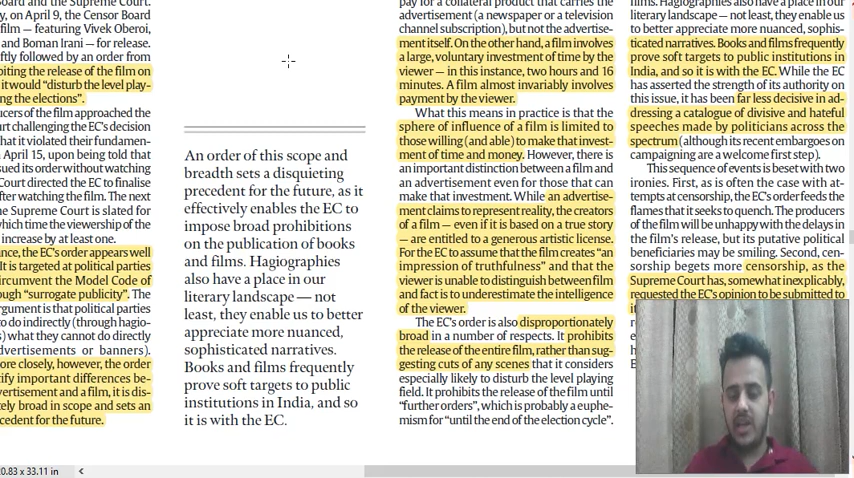 Board and the Supreme Court.
y, on April 9, the Censor Board
film — featuring Vivek Oberoi,
and Boman Irani — for release.
ftly followed by an order from
biting the release of the film on
it would “disturb the level play-
ng the elections”.
ucers of the film approached the
urt challenging the EC’s decision
hat it violated their fundamen-
April 15, upon being told that
sued its order without watching
Court directed the EC to finalise
fter watching the film. The next
he Supreme Court is slated for
which time the viewership of the
increase by at least one.
ance, the EC’s order appears well
It is targeted at political parties
ircumvent the Model Code of
ough “surrogate publicity”. The
rgument is that political parties
to do indirectly (through hagio-
s) what they cannot do directly
dvertisements or banners).
ore closely, however, the order
tify important differences be-
vertisement and a film, it is dis-
tely broad in scope and sets an
cedent for the future.
An order of this scope and
breadth sets a disquieting
precedent for the future, as it
effectively enables the EC to
impose broad prohibitions
on the publication of books
and films. Hagiographies
also have a place in our
literary landscape — not
least, they enable us to better
appreciate more nuanced,
sophisticated narratives.
Books and films frequently
prove soft targets to public
institutions in India, and so
it is with the EC.
pay for a collateral product that carries the
advertisement (a newspaper or a television
channel subscription), but not the advertise-
ment itself. On the other hand, a film involves
a large, voluntary investment of time by the
viewer — in this instance, two hours and 16
minutes. A film almost invariably involves
payment by the viewer.
What this means in practice is that the
sphere of influence of a film is limited to
those willing (and able) to make that invest-
ment of time and money. However, there is
an important distinction between a film and
an advertisement even for those that can
make that investment. While an advertise-
ment claims to represent reality, the creators
of a film — even if it is based on a true story
— are entitled to a generous artistic license.
For the EC to assume that the film creates “an
impression of truthfulness” and that the
viewer is unable to distinguish between film
and fact is to underestimate the intelligence
of the viewer.
The EC’s order is also disproportionately
broad in a number of respects. It prohibits
the release of the entire film, rather than sug-
gesting cuts of any scenes that it considers
especially likely to disturb the level playing
field. It prohibits the release of the film until
“further orders”, which is probably a euphe-
mism for “until the end of the election cycle”.
films. Hagiographies also have a place in our
literary landscape — not least, they enable us
to better appreciate more nuanced, sophis-
ticated narratives. Books and films frequently
prove soft targets to public institutions in
India, and so it is with the EC. While the EC
has asserted the strength of its authority on
this issue, it has been far less decisive in ad-
dressing a catalogue of divisive and hateful
speeches made by politicians across the
spectrum (although its recent embargoes on
campaigning are a welcome first step).
This sequence of events is beset with two
ironies. First, as is often the case with at-
tempts at censorship, the EC’s order feeds the
flames that it seeks to quench. The producers
of the film will be unhappy with the delays in
the film’s release, but its putative political
beneficiaries may be smiling. Second, cen-
sorship begets more censorship, as the
Supreme Court has, somewhat inexplicably,
requested the EC’s opinion to be submitted to
0.83 x 33.11 in